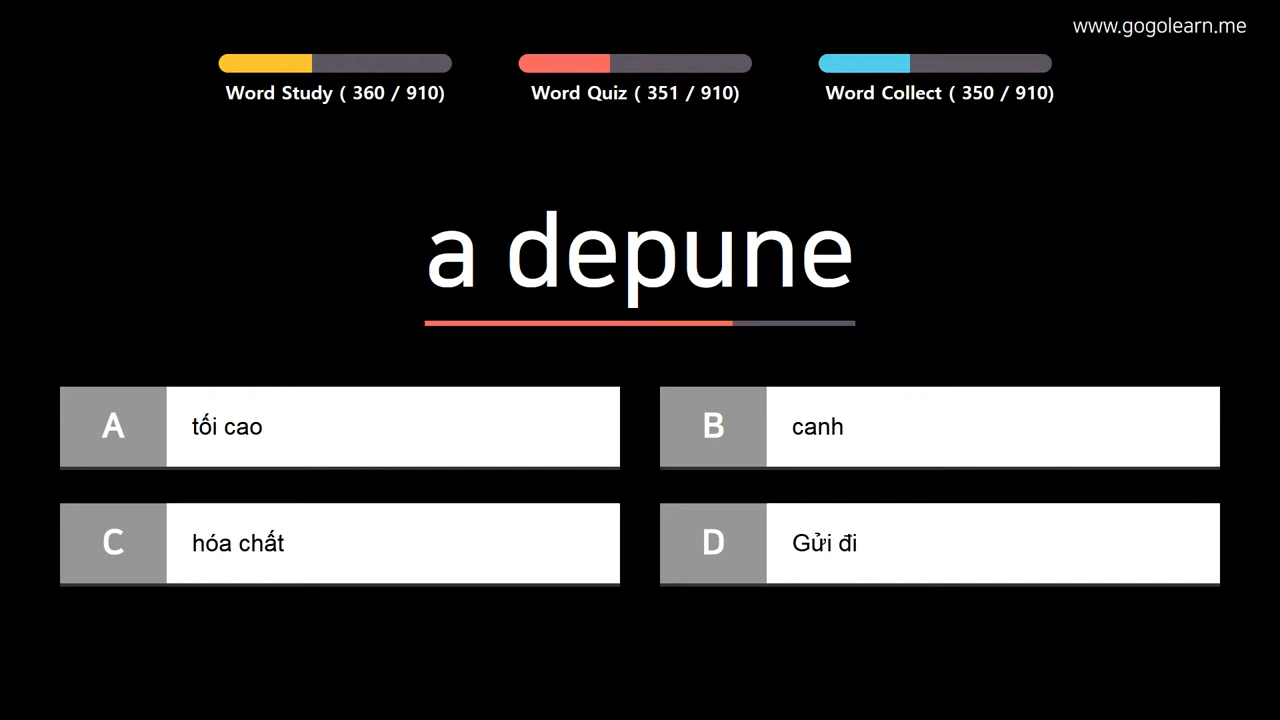 www.gogolearn.me
Word Study ( 360 / 910)
Word Quiz ( 351 / 910)
Word Collect ( 350 / 910)
a depune
A tối cao
B canh
C hóa chất
D Gửi đi